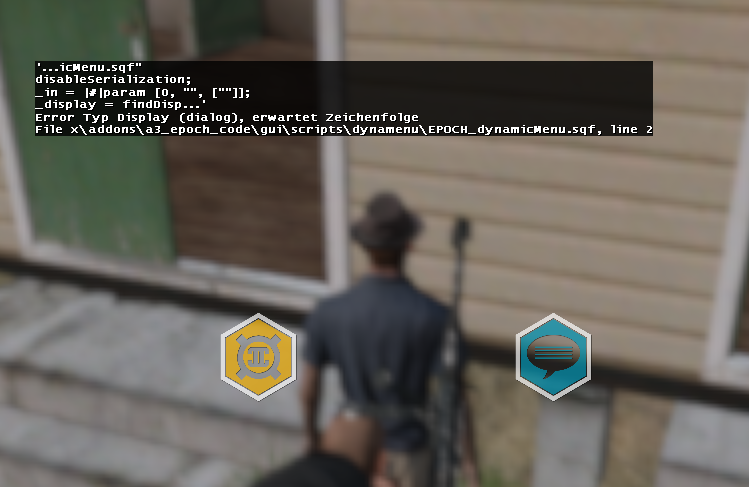 '...icMenu.sqf"
disableSerialization;
_in = |#|param [0, "", [""]];
_display = findDisp...'
Error Typ Display (dialog), erwartet Zeichenfolge
File x\addons\a3_epoch_code\gui\scripts\dynamenu\EPOCH_dynamicMenu.sqf, line 2